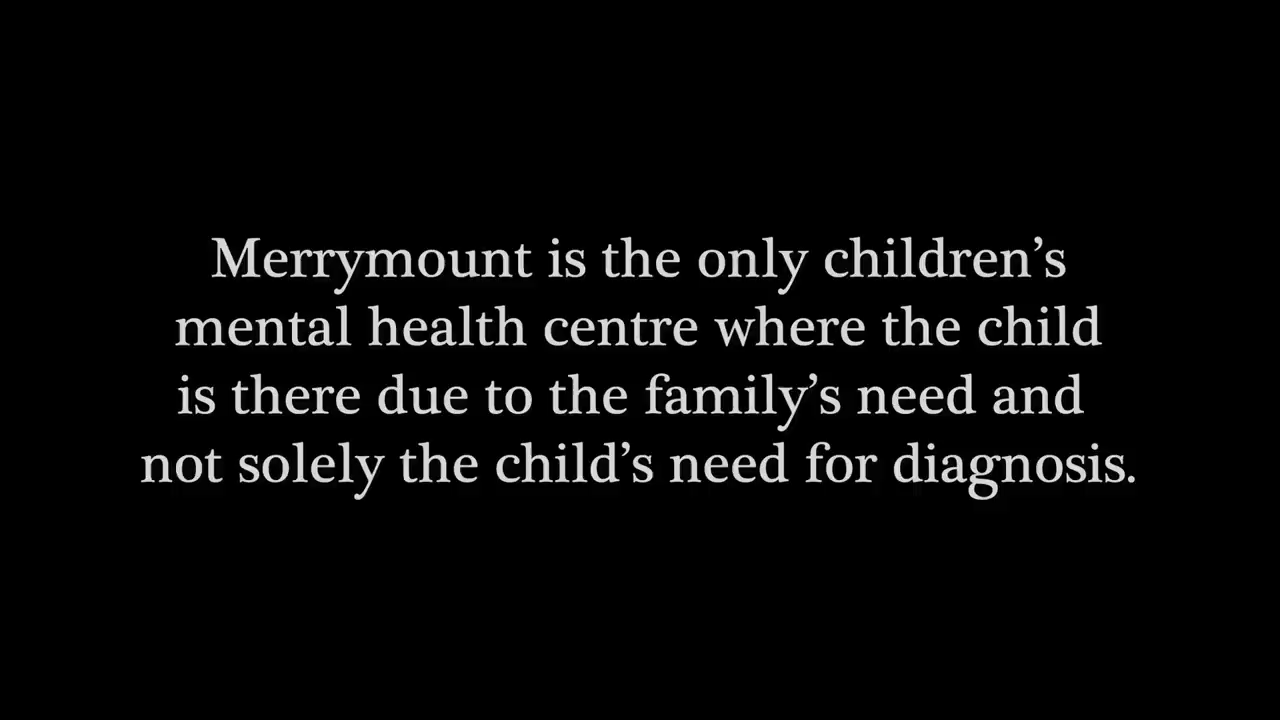 Merrymount is the only children’s
mental health centre where the child
is there due to the family’s need and
not solely the child’s need for diagnosis.